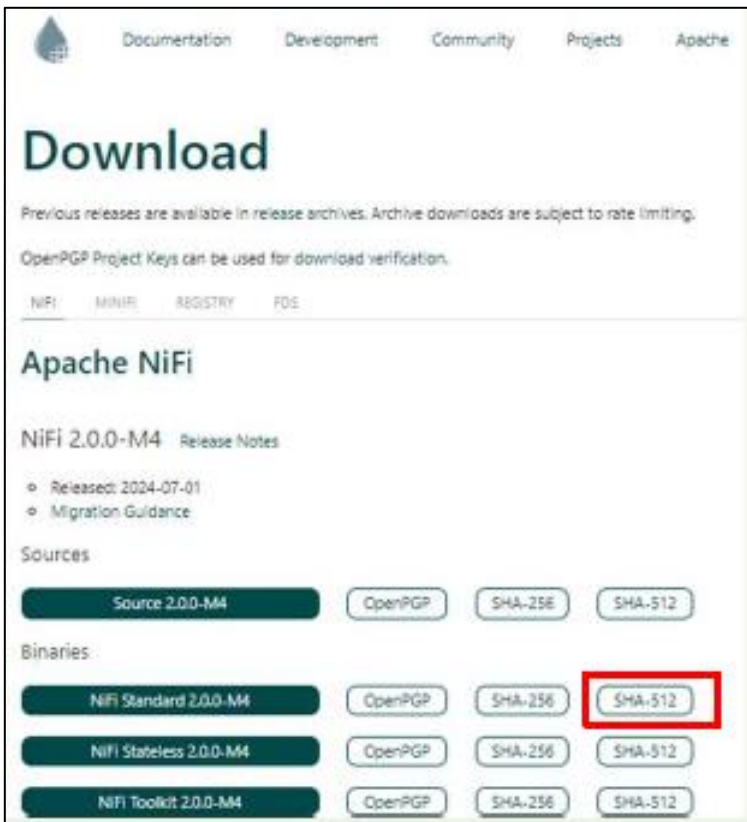 Documentation Development Community Projects Apache
Download
Previous releases are available in release archives. Archive downloads are subject to rate limiting.
OpenPGP Project Keys can be used for download verification.
NIFI MINIFI REGISTRY FDS
Apache NiFi
NiFi 2.0.0-M4 Release Notes
Released: 2024-07-01
Migration Guidance
Sources
Source 2.0.0-M4 OpenPGP SHA-256 SHA-512
Binaries
NiFi Standard 2.0.0-M4 OpenPGP SHA-256 SHA-512
NiFi Stateless 2.0.0-M4 OpenPGP SHA-256 SHA-512
NiFi Toolkit 2.0.0-M4 OpenPGP SHA-256 SHA-512